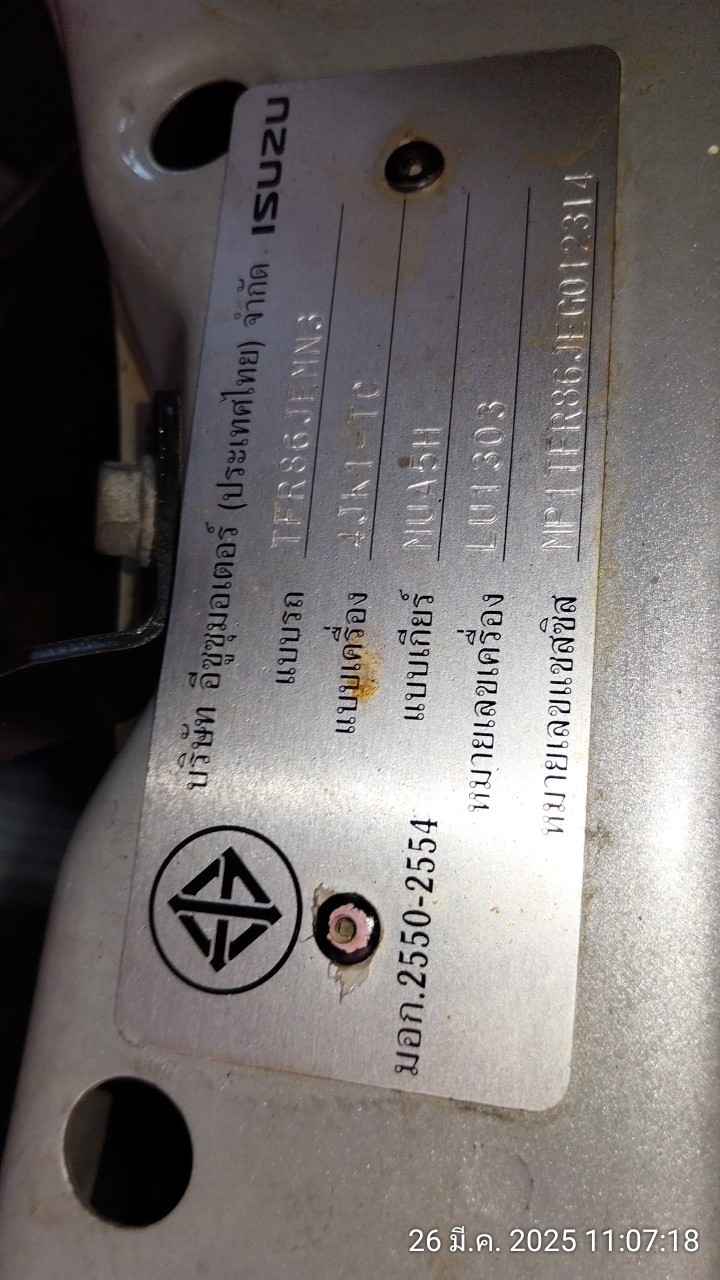 บริษัท อีซูซุมอเตอร์ (ประเทศไทย) จำกัด ISUZU
แบบรถ TFR86JEMN3
แบบเครื่อง 4JK1-TC
แบบเกียร์ MUA5H
หมายเลขเครื่อง LU1303
หมายเลขแชสซิส MP1TFR86JEG012314
มอก.2550-2554
26 มี.ค. 2025 11:07:18